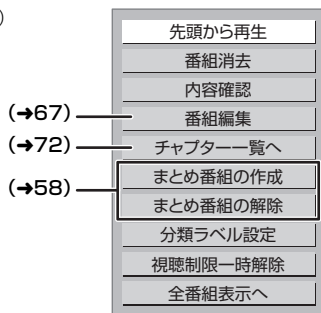 )
先頭から再生
番組消去
内容確認
(➔67) 番組編集
(➔72) チャプター一覧へ
まとめ番組の作成
(➔58)
まとめ番組の解除
分類ラベル設定
視聴制限一時解除
全番組表示へ